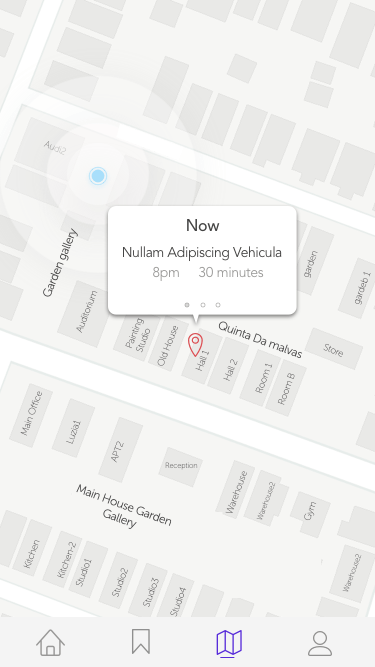 Audi2
Now
Nullam Adipiscing Vehicula
8pm 30 minutes
Garden gallery
garden
gardeb 1
Auditorium
Painting
Studio
Old House
Hall 1
Quinta Da malvas
Store
Hall 2
Room 1
Room B
Main Office
Luzia1
APT2
Reception
Warehouse
Warehouse2
Gym
Main House Garden
Gallery
Kitchen
Kitchen-2
Studio1
Studio2
Studio3
Studio4
Warehouse2